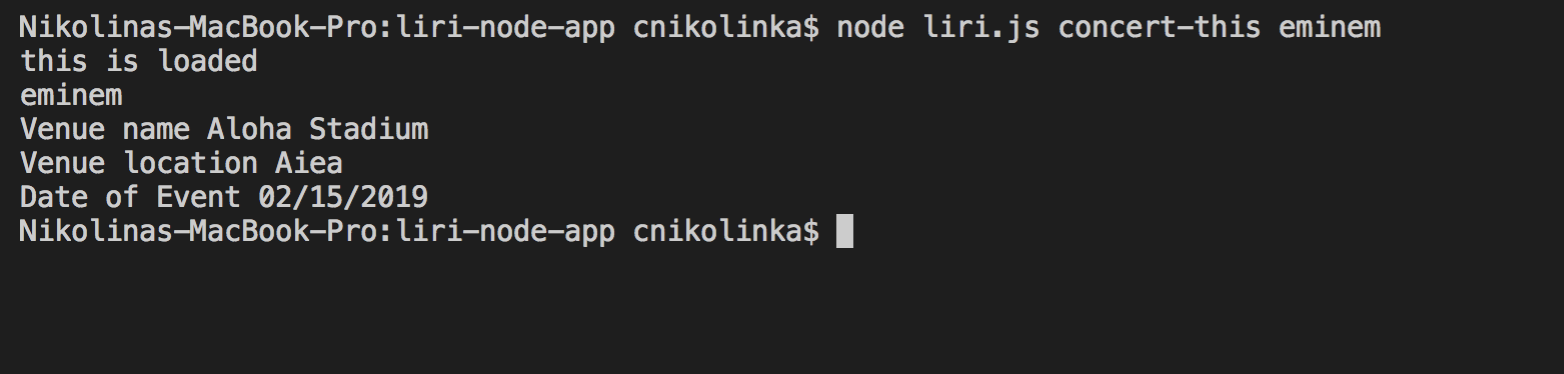 Nikolinas-MacBook-Pro:liri-node-app cnikolinka$ node liri.js concert-this eminem
this is loaded
eminem
Venue name Aloha Stadium
Venue location Aiea
Date of Event 02/15/2019
Nikolinas-MacBook-Pro:liri-node-app cnikolinka$